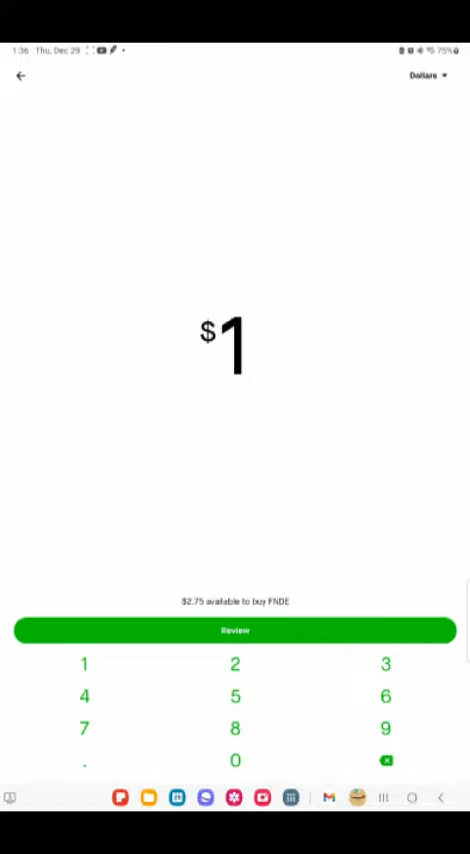 1:36 Thu, Dec 29
75%
Dollars
$1
$2.75 available to buy FNDE
Review
1 2 3
4 5 6
7 8 9
. 0